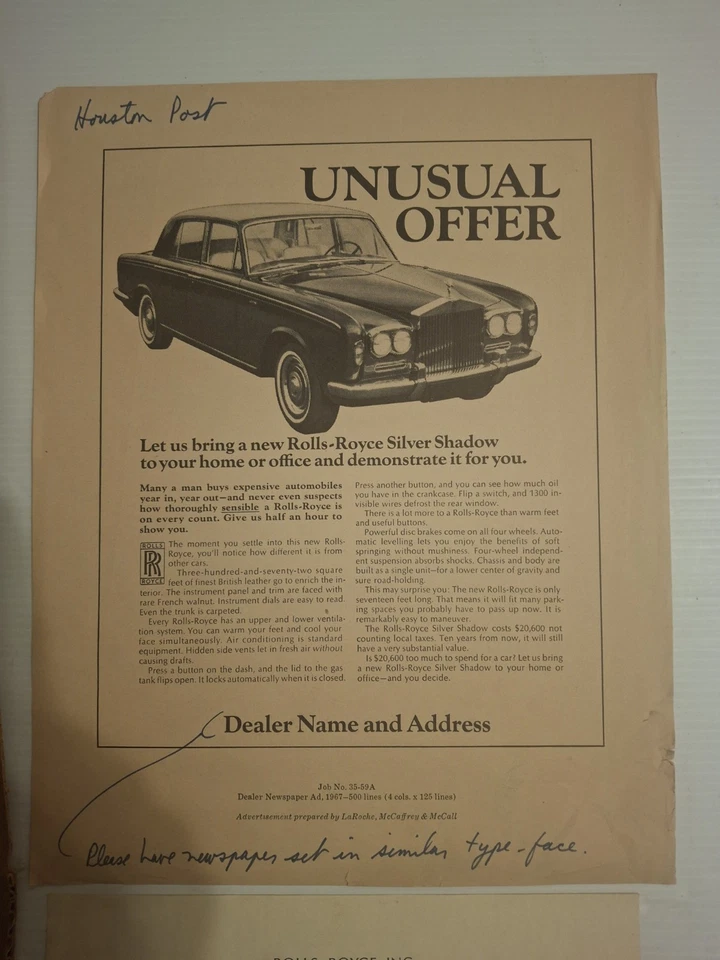 Houston Post
UNUSUAL
OFFER
Let us bring a new Rolls-Royce Silver Shadow
to your home or office and demonstrate it for you.
Many a man buys expensive automobiles
year in, year out—and never even suspects
how thoroughly sensible a Rolls-Royce is
on every count. Give us half an hour to
show you.
ROLLS
RR
ROYCE
The moment you settle into this new Rolls-
Royce, you'll notice how different it is from
other cars.
Three-hundred-and-seventy-two square
feet of finest British leather go to enrich the in-
terior. The instrument panel and trim are faced with
rare French walnut. Instrument dials are easy to read.
Even the trunk is carpeted.
Every Rolls-Royce has an upper and lower ventila-
tion system. You can warm your feet and cool your
face simultaneously. Air conditioning is standard
equipment. Hidden side vents let in fresh air without
causing drafts.
Press a button on the dash, and the lid to the gas
tank flips open. It locks automatically when it is closed.
Press another button, and you can see how much oil
you have in the crankcase. Flip a switch, and 1300 in-
visible wires defrost the rear window.
There is a lot more to a Rolls-Royce than warm feet
and useful buttons.
Powerful disc brakes come on all four wheels. Auto-
matic levelling lets you enjoy the benefits of soft
springing without mushiness. Four-wheel independ-
ent suspension absorbs shocks. Chassis and body are
built as a single unit—for a lower center of gravity and
sure road-holding.
This may surprise you: The new Rolls-Royce is only
seventeen feet long. That means it will fit many park-
ing spaces you probably have to pass up now. It is
remarkably easy to maneuver.
The Rolls-Royce Silver Shadow costs $20,600 not
counting local taxes. Ten years from now, it will still
have a very substantial value.
Is $20,600 too much to spend for a car? Let us bring
a new Rolls-Royce Silver Shadow to your home or
office—and you decide.
Dealer Name and Address
Job No. 35-59A
Dealer Newspaper Ad, 1967—500 lines (4 cols. x 125 lines)
Advertisement prepared by LaRoche, McCaffrey & McCall
Please have newspaper set in similar type-face.
ROLLS-ROYCE INC.